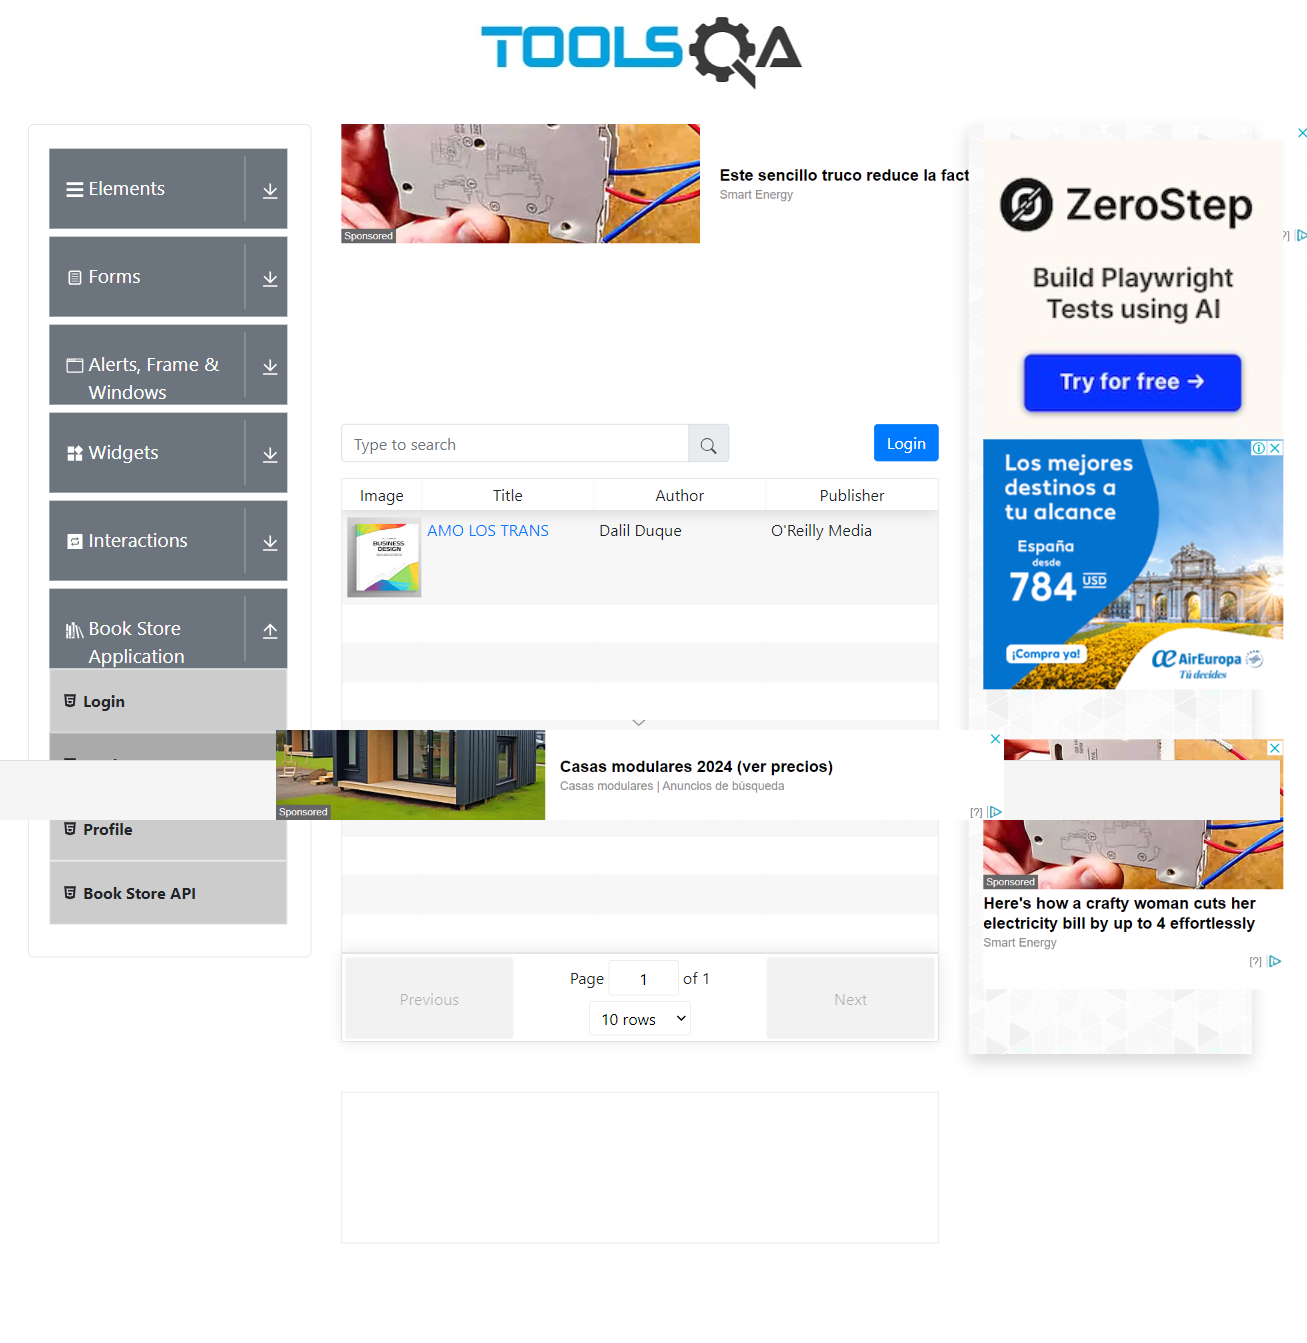 TOOLSQA
Elements
Forms
Alerts, Frame &
Windows
Widgets
Interactions
Book Store
Application
Login
Profile
Book Store API
Sponsored
Este sencillo truco reduce la fact
Smart Energy
Type to search
Login
Image Title Author Publisher
BUSINESS
DESIGN
AMO LOS TRANS Dalil Duque O'Reilly Media
Sponsored
Casas modulares 2024 (ver precios)
Casas modulares | Anuncios de búsqueda
[?]
Previous
Page 1 of 1
10 rows
Next
ZeroStep
Build Playwright
Tests using AI
Try for free →
?]
Los mejores
destinos a
tu alcance
España
desde
784 USD
¡Compra ya!
AirEuropa
Tú decides
Sponsored
Here's how a crafty woman cuts her
electricity bill by up to 4 effortlessly
Smart Energy
[?]